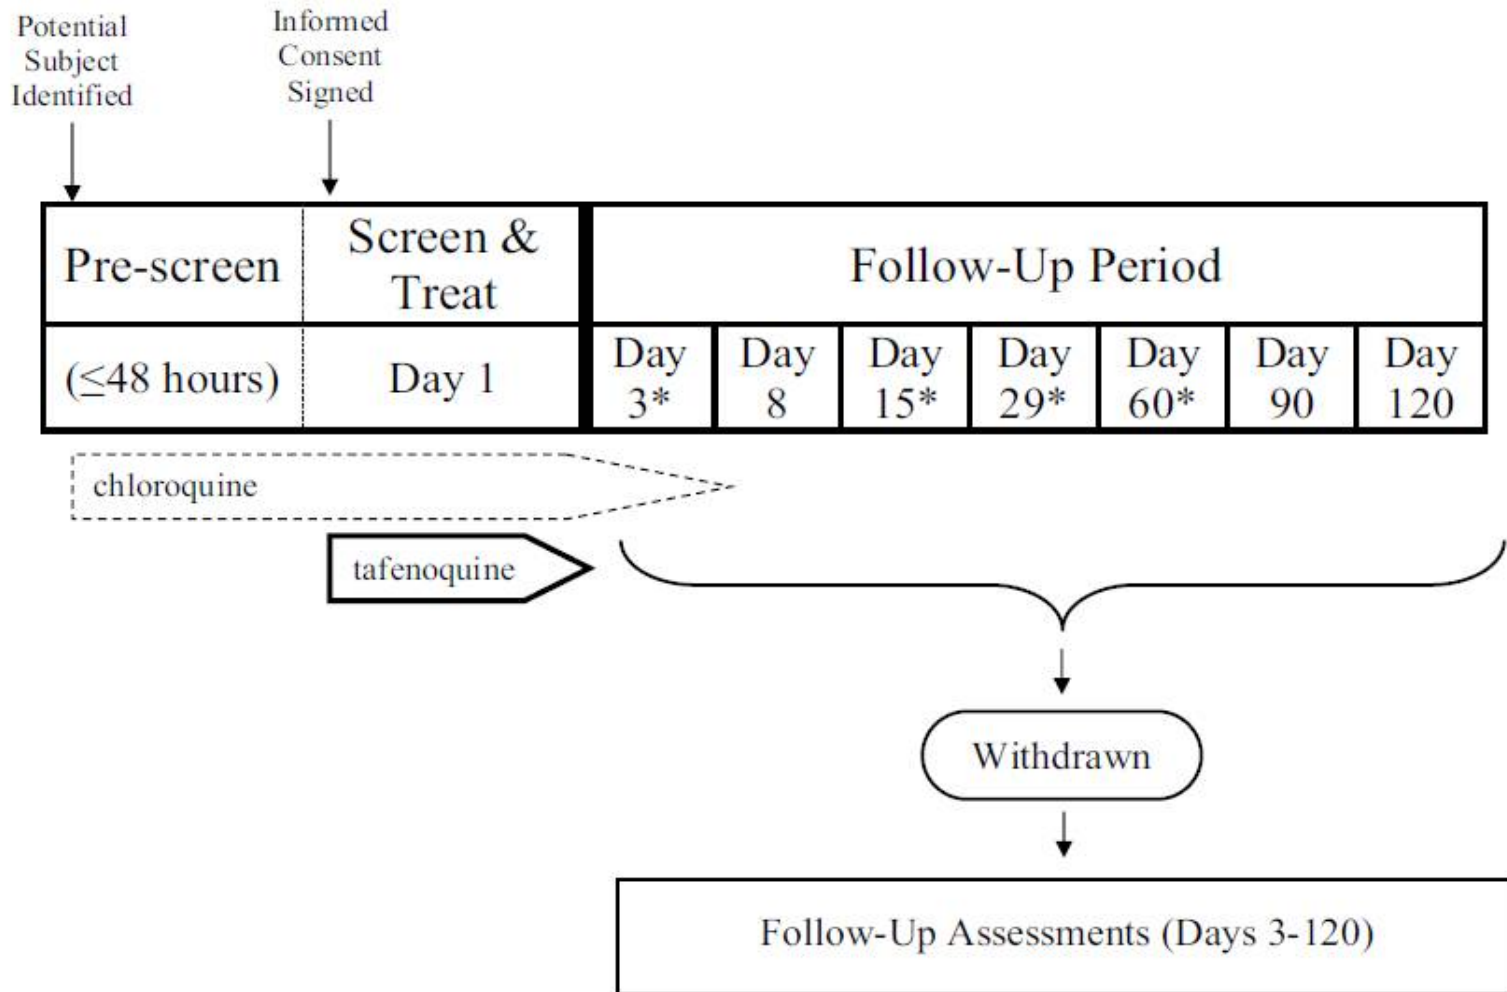 Potential
Subject
Identified
Informed
Consent
Signed
Pre-screen
Screen &
Treat
Follow-Up Period
(≤48 hours)
Day 1
Day
3*
Day
8
Day
15*
Day
29*
Day
60*
Day
90
Day
120
chloroquine
tafenoquine
Withdrawn
Follow-Up Assessments (Days 3-120)